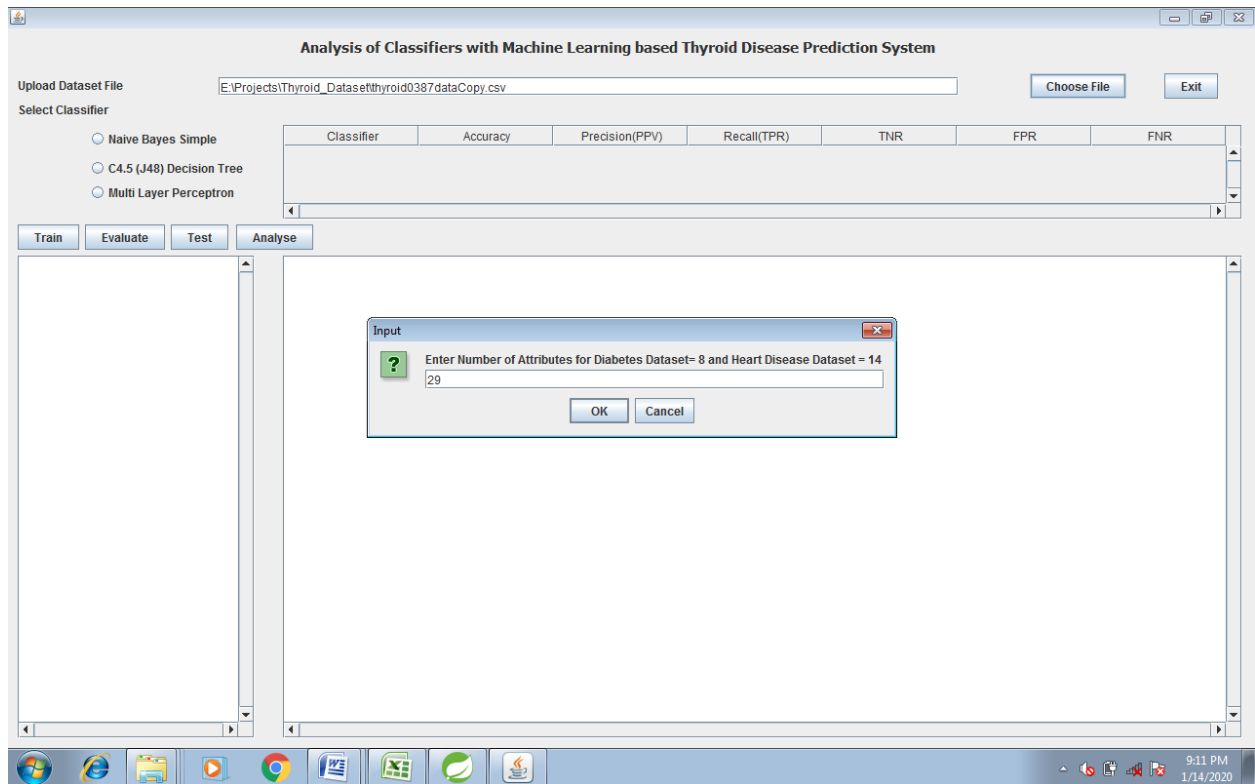 Analysis of Classifiers with Machine Learning based Thyroid Disease Prediction System
Upload Dataset File
E:\Projects\Thyroid_Dataset\thyroid0387dataCopy.csv
Choose File
Exit
Select Classifier
Naive Bayes Simple
C4.5 (J48) Decision Tree
Multi Layer Perceptron
Classifier Accuracy Precision(PPV) Recall(TPR) TNR FPR FNR
Train Evaluate Test Analyse
Input
Enter Number of Attributes for Diabetes Dataset= 8 and Heart Disease Dataset = 14
29
OK Cancel
9:11 PM
1/14/2020